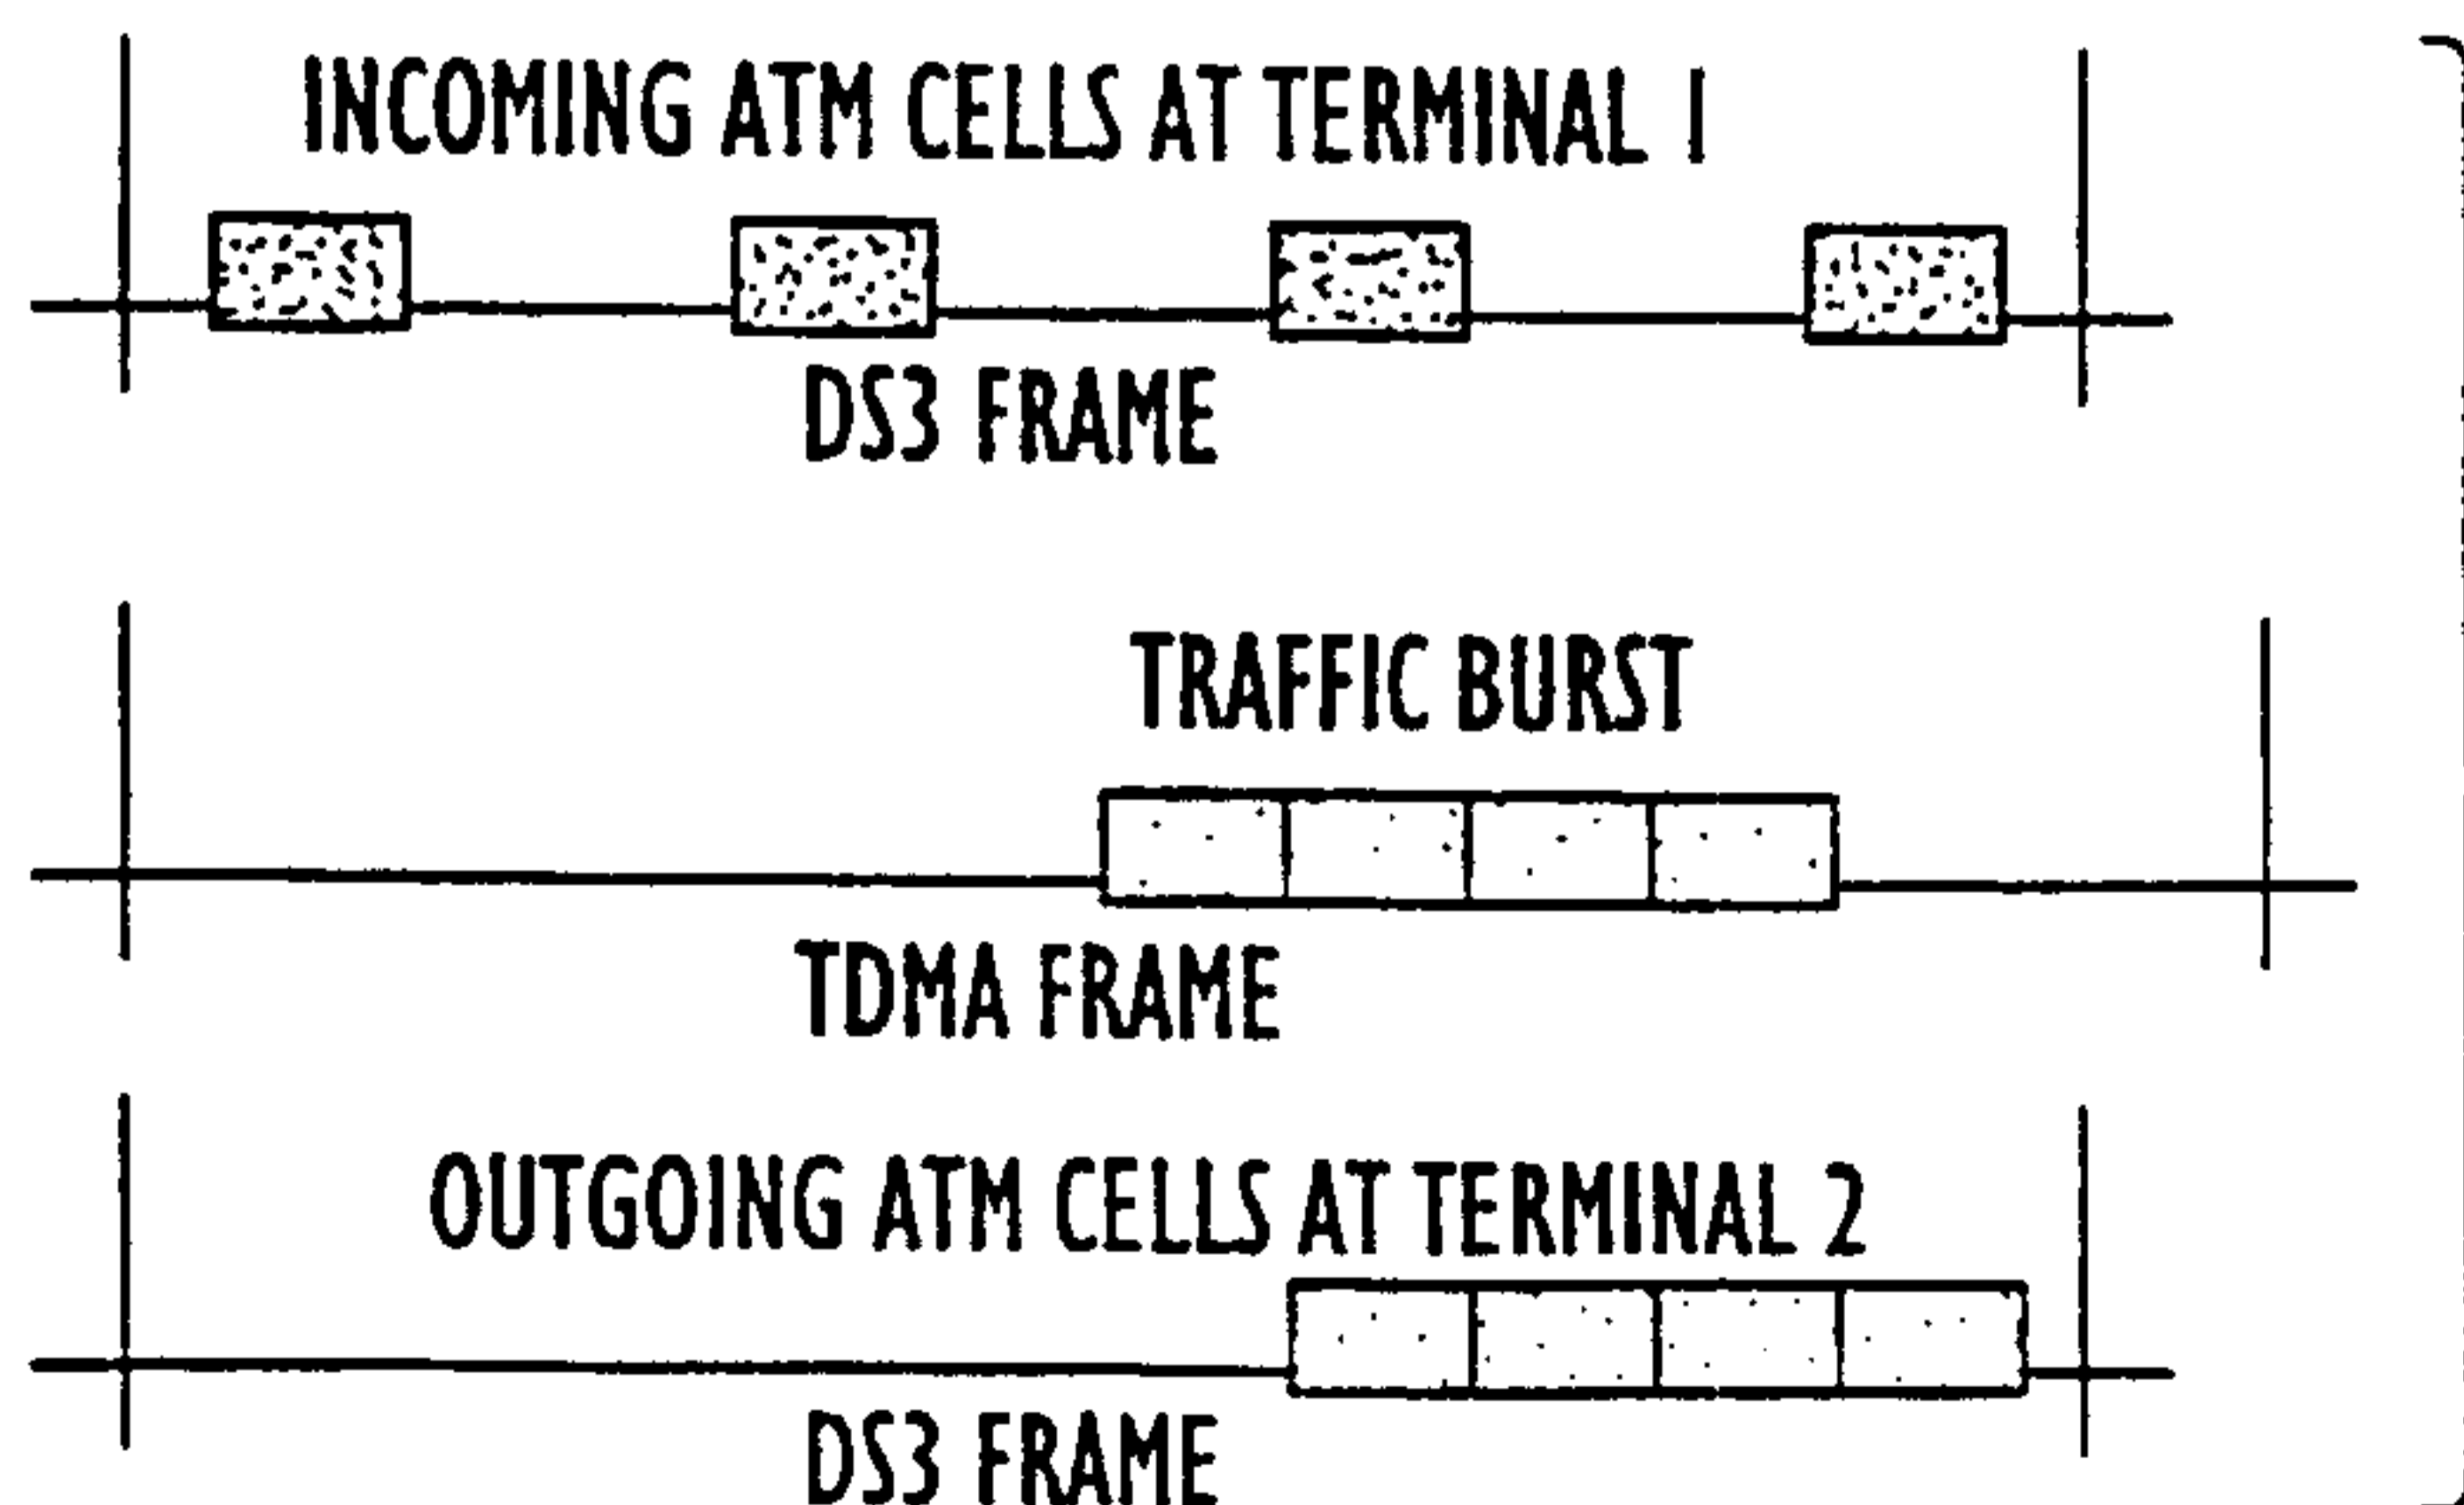 INCOMING ATM CELLS AT TERMINAL 1
DS3 FRAME
TRAFFIC BURST
TDMA FRAME
OUTGOING ATM CELLS AT TERMINAL 2
DS3 FRAME